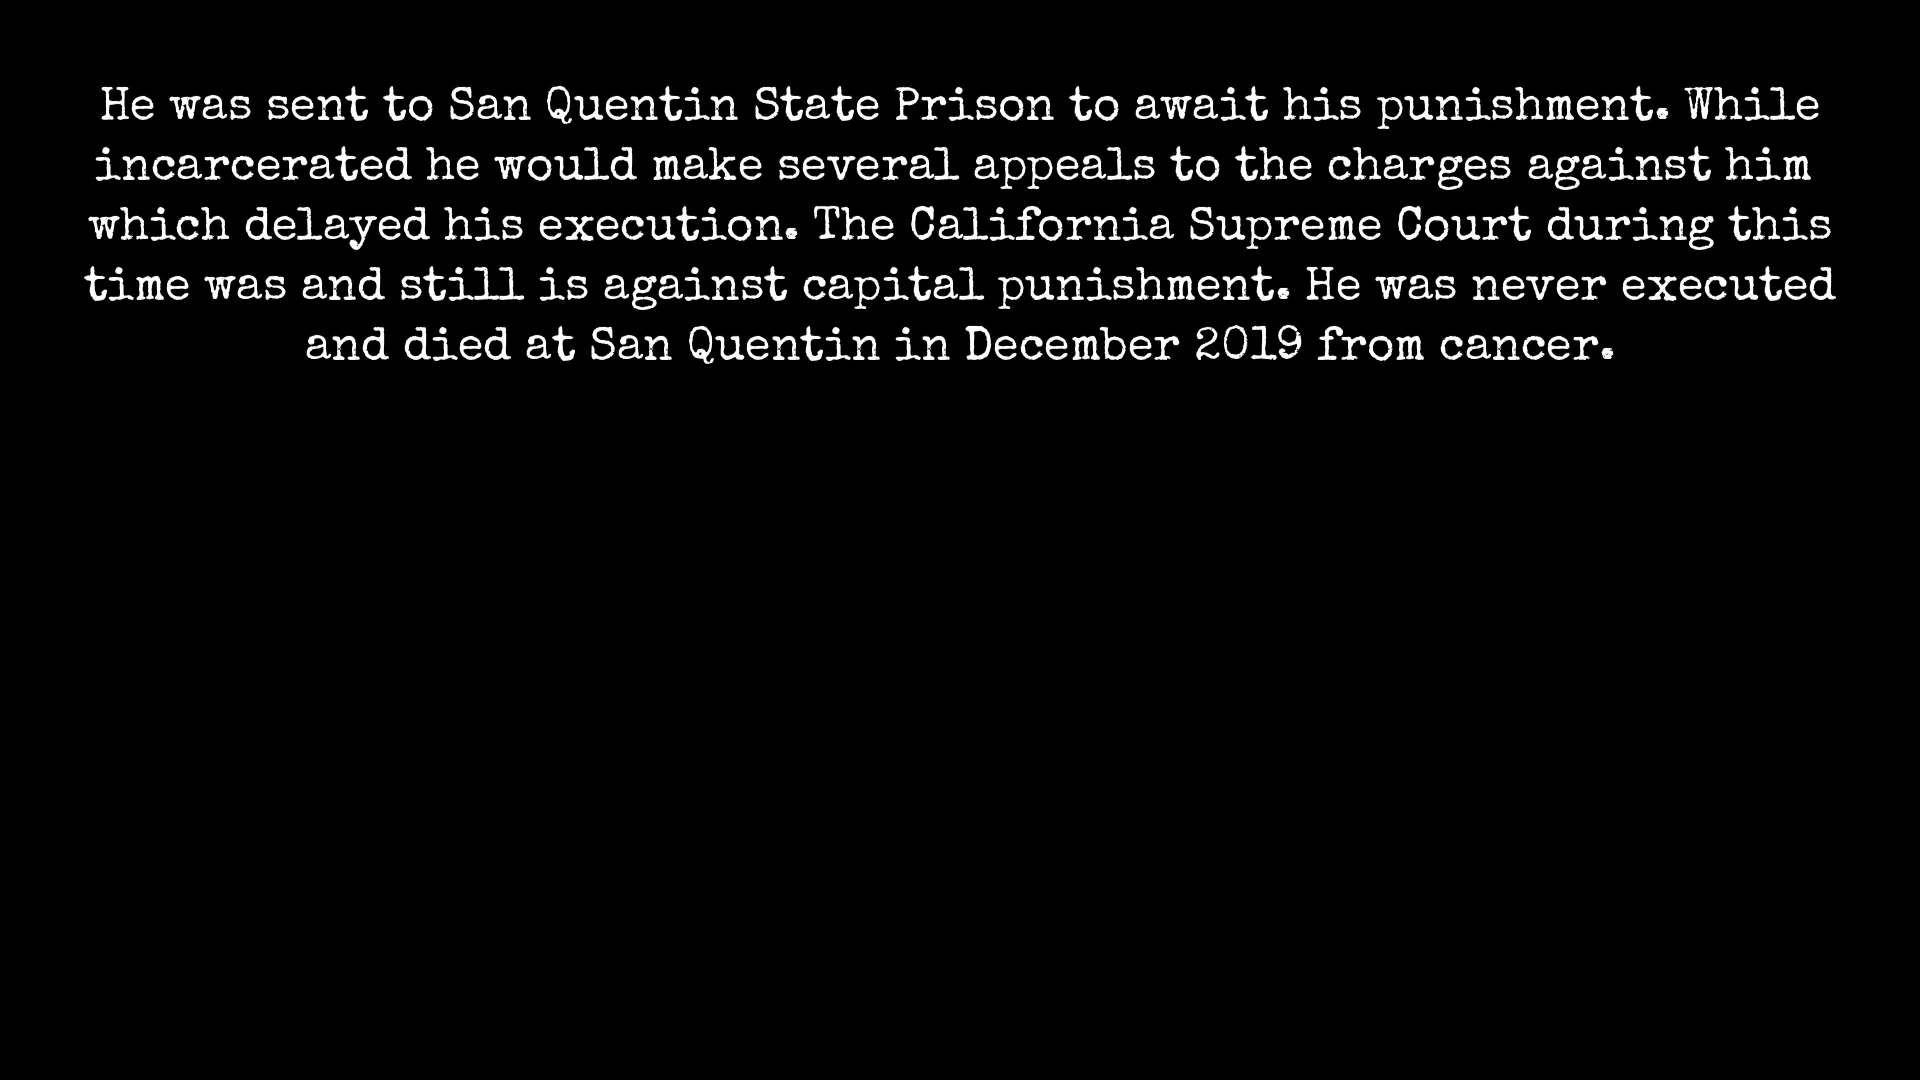 He was sent to San Quentin State Prison to await his punishment. While
incarcerated he would make several appeals to the charges against him
which delayed his execution. The California Supreme Court during this
time was and still is against capital punishment. He was never executed
and died at San Quentin in December 2019 from cancer.